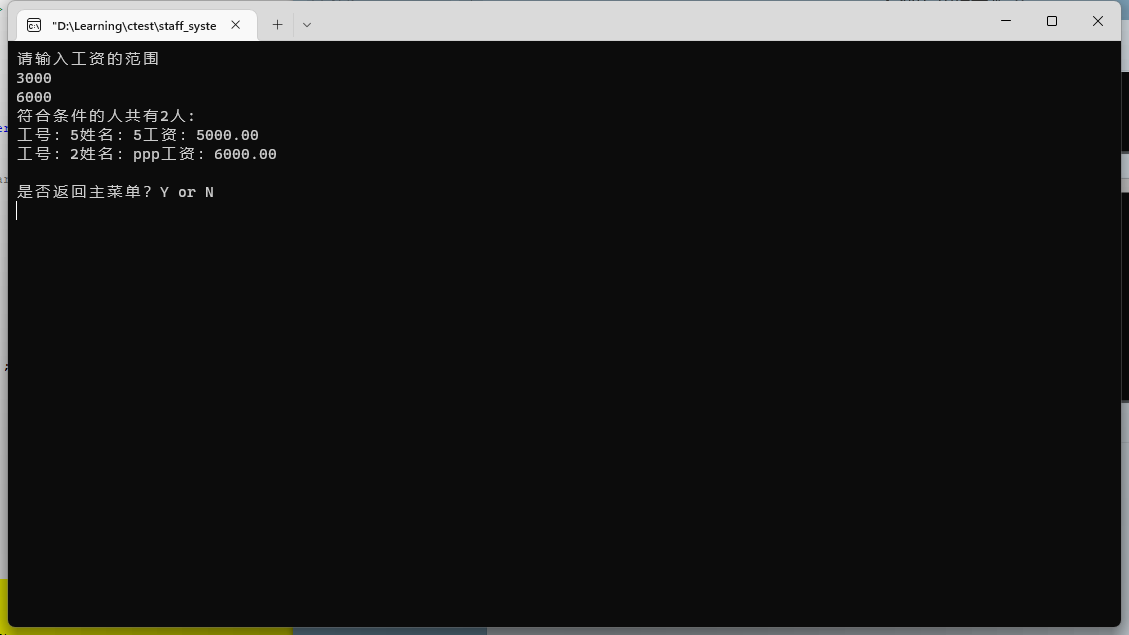 "D:\Learning\ctest\staff_syste
请输入工资的范围
3000
6000
符合条件的人共有2人:
工号: 5姓名: 5工资: 5000.00
工号: 2姓名: ppp工资: 6000.00
是否返回主菜单? Y or N